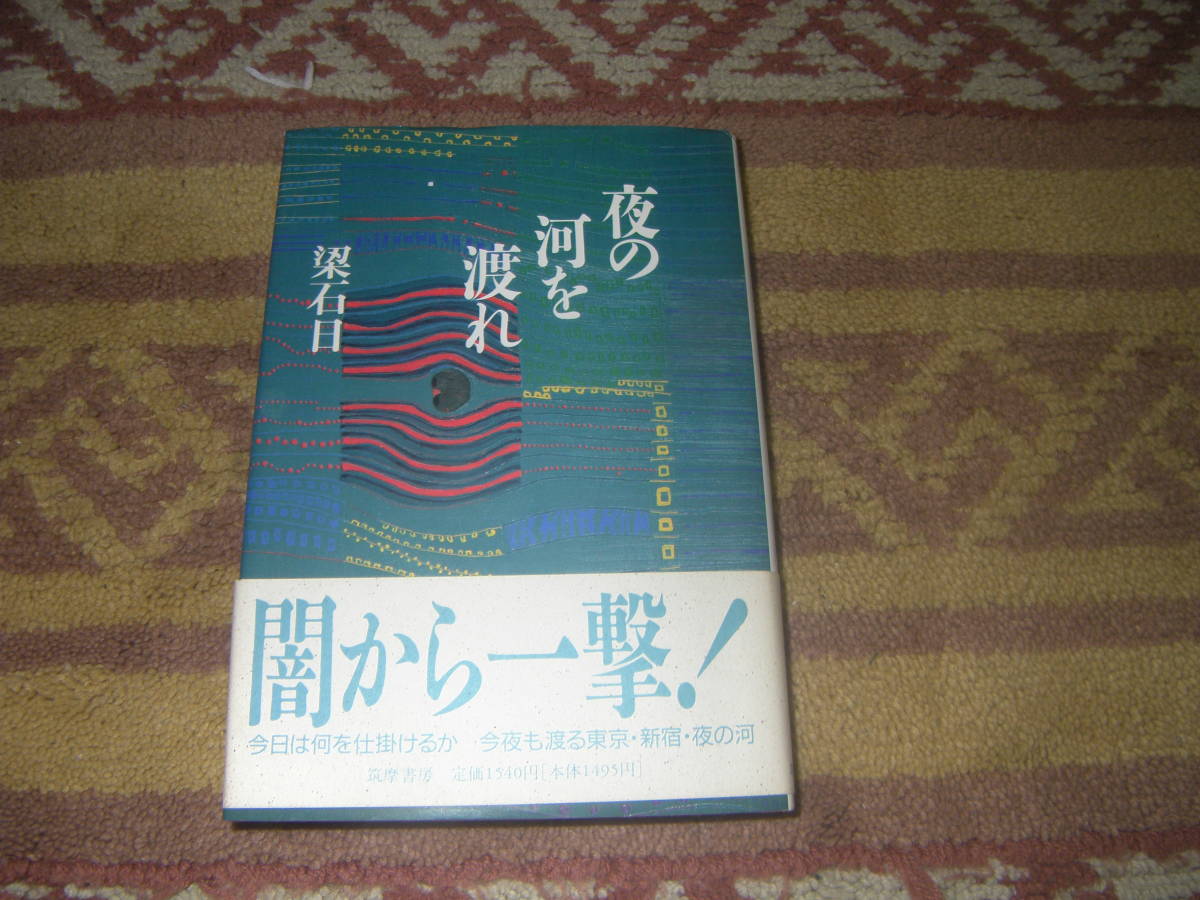 夜の
河を
渡れ
梁石日
闇から一撃!
今日は何を仕掛けるか 今夜も渡る東京・新宿・夜の河
筑摩書房 定価1540円[本体1495円]